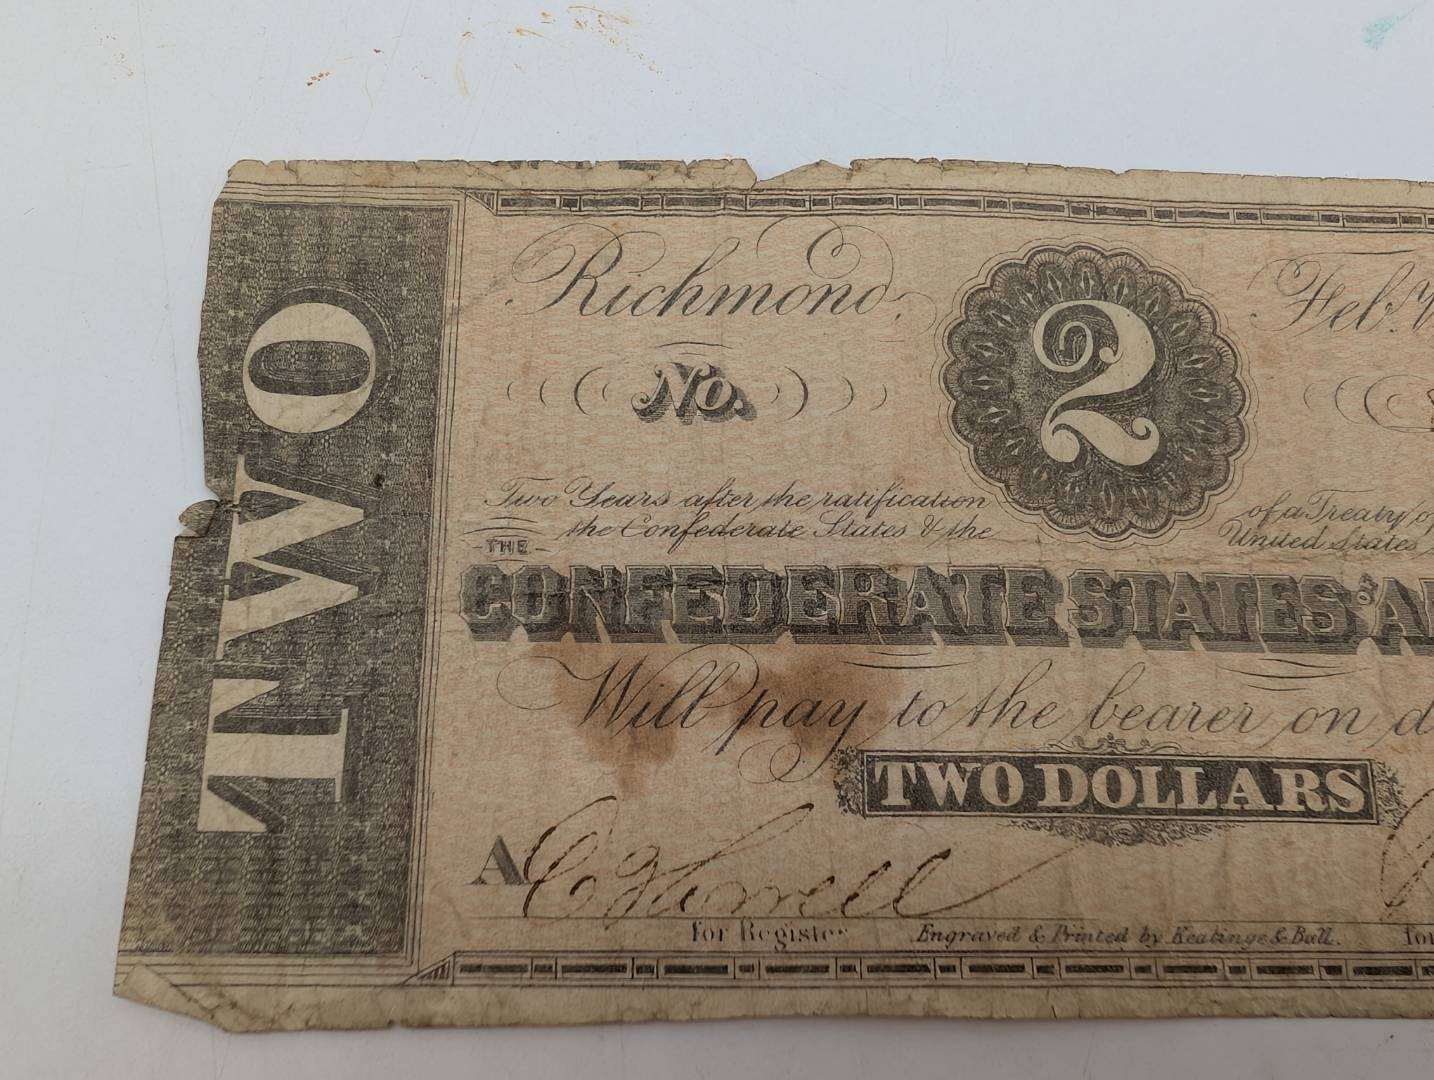 TWO
Richmond, 2 Feb.
No.
Two Years after the ratification of a Treaty
the Confederate States & the United States
THE
CONFEDERATE STATES
Will pay to the bearer on
TWO DOLLARS
A
for Register Engraved & Printed by Keatinge & Ball.